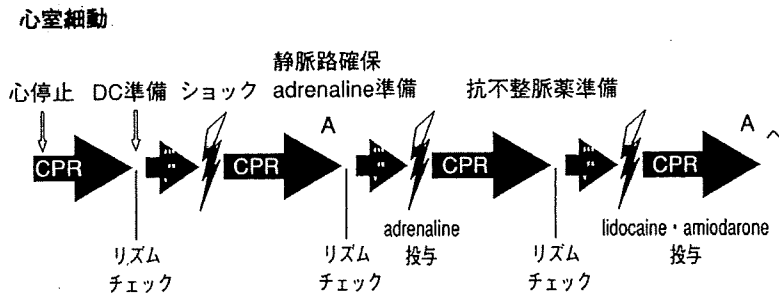 心室細動
静脈路確保
心停止 DC準備 ショック adrenaline準備 抗不整脈薬準備
A A
CPR CPR CPR CPR
adrenaline lidocaine・amiodarone
リズム リズム 投与 リズム 投与
チェック チェック チェック